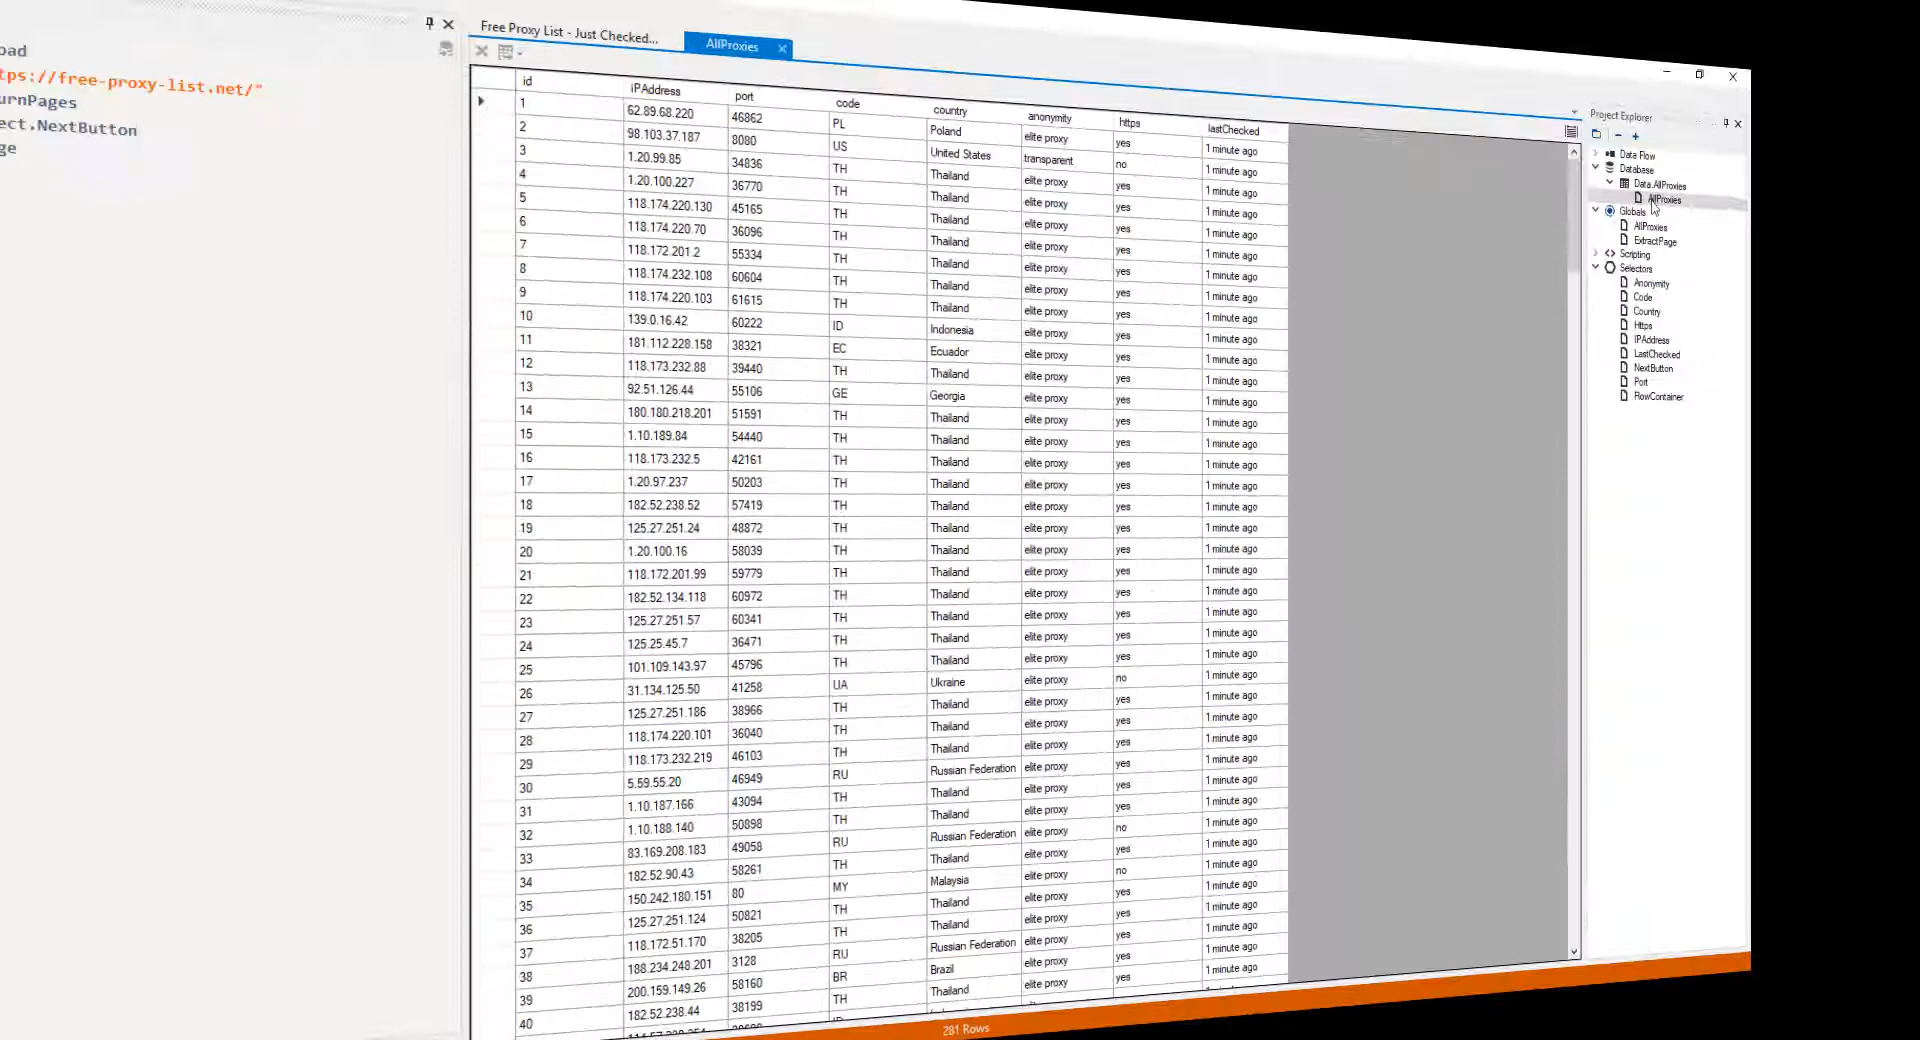 oad
tps://free-proxy-list.net/"
urnPages
ect.NextButton
ge
Free Proxy List - Just Checked...
AllProxies
id iPAddress port code country anonymity https lastChecked
1 62.89.68.220 46862 PL Poland elite proxy yes 1 minute ago
2 98.103.37.187 8080 US United States transparent no 1 minute ago
3 1.20.99.85 34836 TH Thailand elite proxy yes 1 minute ago
4 1.20.100.227 36770 TH Thailand elite proxy yes 1 minute ago
5 118.174.220.130 45165 TH Thailand elite proxy yes 1 minute ago
6 118.174.220.70 36096 TH Thailand elite proxy yes 1 minute ago
7 118.172.201.2 55334 TH Thailand elite proxy yes 1 minute ago
8 118.174.232.108 60604 TH Thailand elite proxy yes 1 minute ago
9 118.174.220.103 61615 TH Thailand elite proxy yes 1 minute ago
10 139.0.16.42 60222 ID Indonesia elite proxy yes 1 minute ago
11 181.112.228.158 38321 EC Ecuador elite proxy yes 1 minute ago
12 118.173.232.88 39440 TH Thailand elite proxy yes 1 minute ago
13 92.51.126.44 55106 GE Georgia elite proxy yes 1 minute ago
14 180.180.218.201 51591 TH Thailand elite proxy yes 1 minute ago
15 1.10.189.84 54440 TH Thailand elite proxy yes 1 minute ago
16 118.173.232.5 42161 TH Thailand elite proxy yes 1 minute ago
17 1.20.97.237 50203 TH Thailand elite proxy yes 1 minute ago
18 182.52.238.52 57419 TH Thailand elite proxy yes 1 minute ago
19 125.27.251.24 48872 TH Thailand elite proxy yes 1 minute ago
20 1.20.100.16 58039 TH Thailand elite proxy yes 1 minute ago
21 118.172.201.99 59779 TH Thailand elite proxy yes 1 minute ago
22 182.52.134.118 60972 TH Thailand elite proxy yes 1 minute ago
23 125.27.251.57 60341 TH Thailand elite proxy yes 1 minute ago
24 125.25.45.7 36471 TH Thailand elite proxy yes 1 minute ago
25 101.109.143.97 45796 TH Thailand elite proxy yes 1 minute ago
26 31.134.125.50 41258 UA Ukraine elite proxy no 1 minute ago
27 125.27.251.186 38966 TH Thailand elite proxy yes 1 minute ago
28 118.174.220.101 36040 TH Thailand elite proxy yes 1 minute ago
29 118.173.232.219 46103 TH Thailand elite proxy yes 1 minute ago
30 5.59.55.20 46949 RU Russian Federation elite proxy yes 1 minute ago
31 1.10.187.166 43094 TH Thailand elite proxy yes 1 minute ago
32 1.10.188.140 50898 TH Thailand elite proxy yes 1 minute ago
33 83.169.208.183 49058 RU Russian Federation elite proxy no 1 minute ago
34 182.52.90.43 58261 TH Thailand elite proxy yes 1 minute ago
35 150.242.180.151 80 MY Malaysia elite proxy no 1 minute ago
36 125.27.251.124 50821 TH Thailand elite proxy yes 1 minute ago
37 118.172.51.170 38205 TH Thailand elite proxy yes 1 minute ago
38 188.234.248.201 3128 RU Russian Federation elite proxy yes 1 minute ago
39 200.159.149.26 58160 BR Brazil elite proxy yes 1 minute ago
40 182.52.238.44 38199 TH Thailand elite proxy yes 1 minute ago
281 Rows
Project Explorer
Data Flow
Database
Data.AllProxies
AllProxies
Globals
AllProxies
ExtractPage
Scripting
Selectors
Anonymity
Code
Country
Https
IPAddress
LastChecked
NextButton
Port
RowContainer